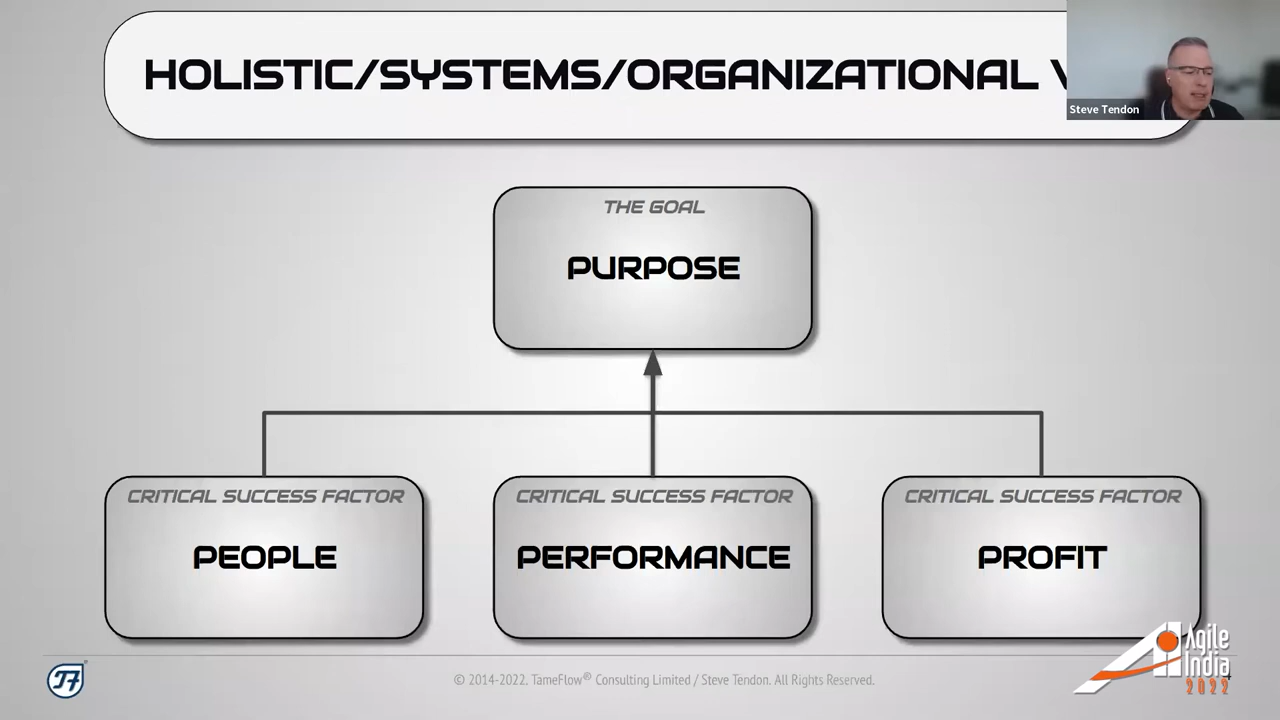 HOLISTIC/SYSTEMS/ORGANIZATIONAL
Steve Tendon
THE GOAL
PURPOSE
CRITICAL SUCCESS FACTOR
PEOPLE
CRITICAL SUCCESS FACTOR
PERFORMANCE
CRITICAL SUCCESS FACTOR
PROFIT
© 2014-2022. TameFlow® Consulting Limited / Steve Tendon. All Rights Reserved.
Agile
India
2022